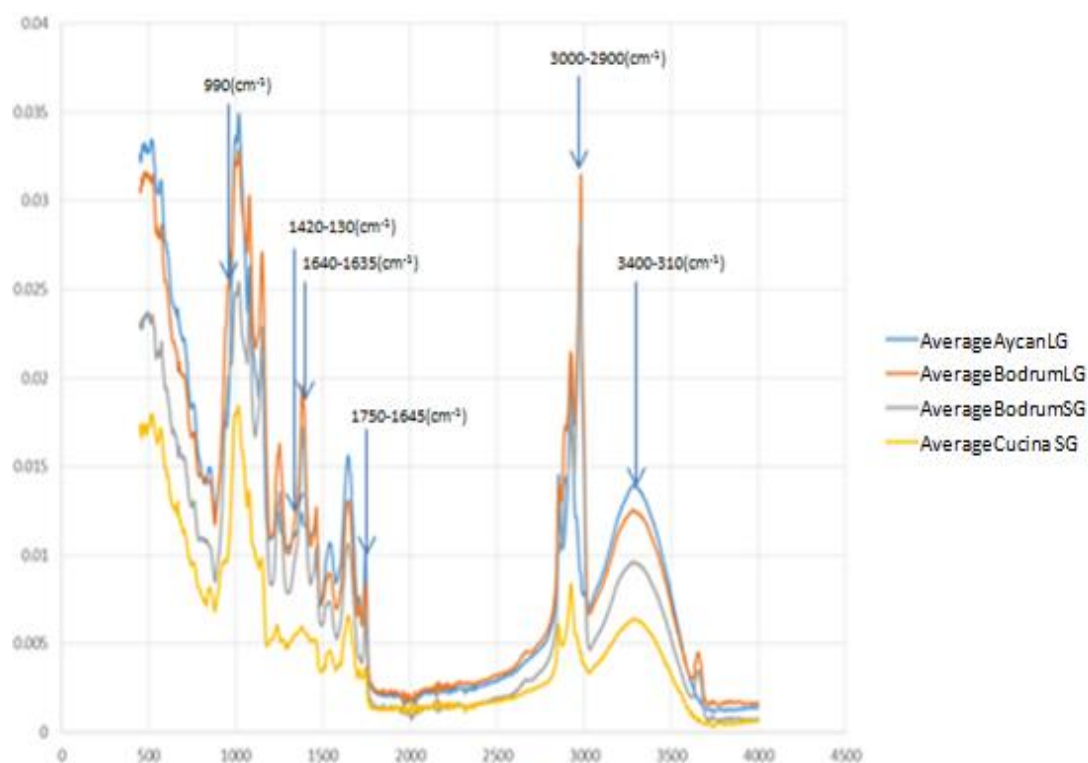 0.04
0.035
0.03
0.025
0.02
0.015
0.01
0.005
0
0 500 1000 1500 2000 2500 3000 3500 4000 4500
990(cm⁻¹)
1420-130(cm⁻¹)
1640-1635(cm⁻¹)
1750-1645(cm⁻¹)
3000-2900(cm⁻¹)
3400-310(cm⁻¹)
AverageAycanLG
AverageBodrumLG
AverageBodrumSG
AverageCucina SG